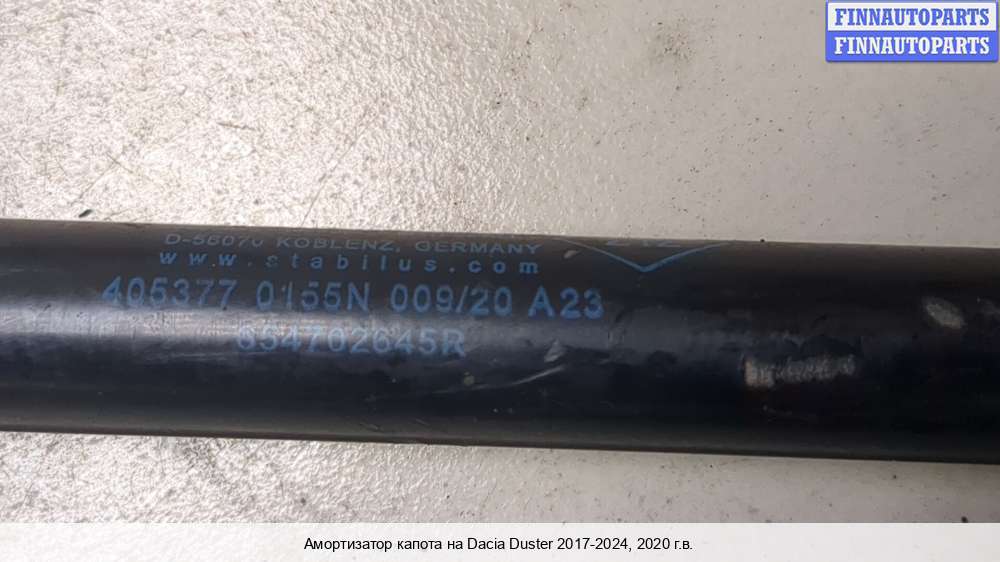 FINNAUTOPARTS
FINNAUTOPARTS
D-56070 KOBLENZ, GERMANY
www.stabilus.com
405377 0155N 009/20 A23
654702645R
Амортизатор капота на Dacia Duster 2017-2024, 2020 г.в.